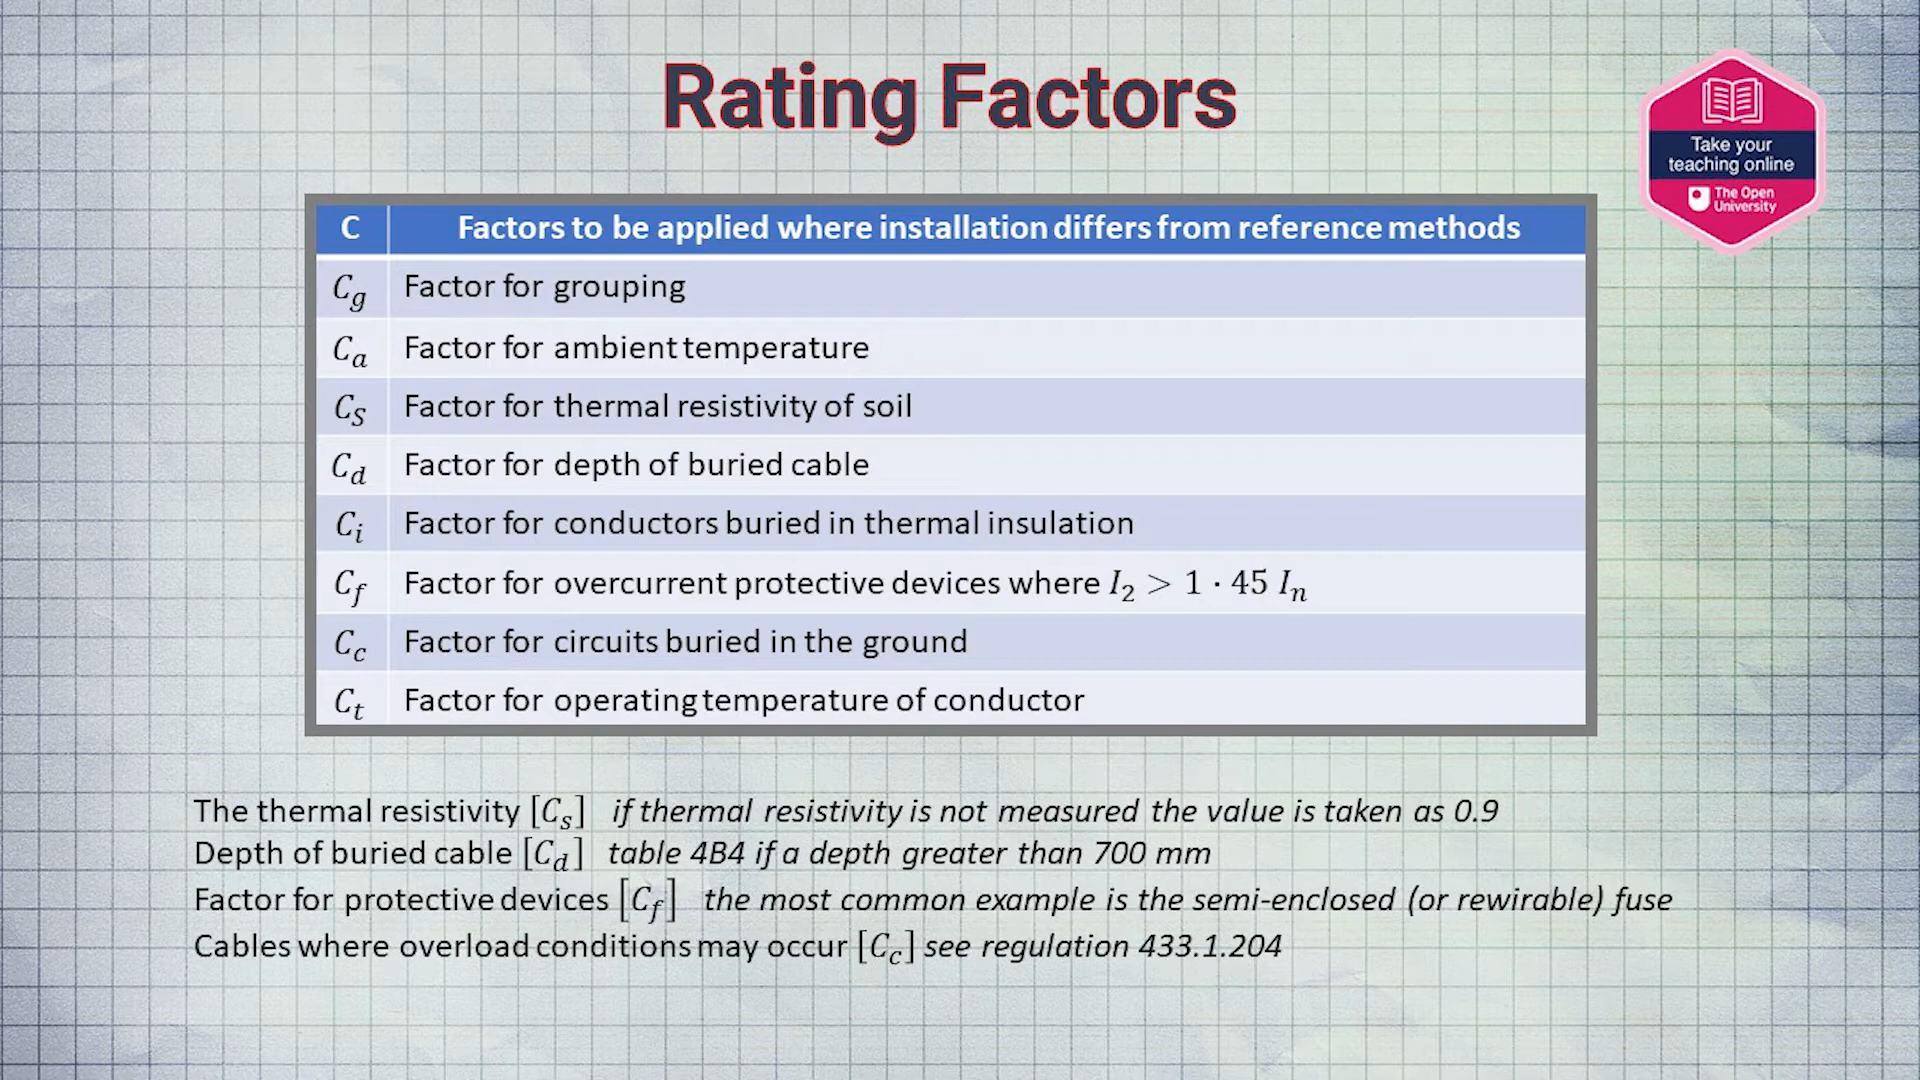 Rating Factors
Take your
teaching online
The Open
University
C Factors to be applied where installation differs from reference methods
C_g Factor for grouping
C_a Factor for ambient temperature
C_S Factor for thermal resistivity of soil
C_d Factor for depth of buried cable
C_i Factor for conductors buried in thermal insulation
C_f Factor for overcurrent protective devices where I_2 > 1 · 45 I_n
C_c Factor for circuits buried in the ground
C_t Factor for operating temperature of conductor
The thermal resistivity [C_s] if thermal resistivity is not measured the value is taken as 0.9
Depth of buried cable [C_d] table 4B4 if a depth greater than 700 mm
Factor for protective devices [C_f] the most common example is the semi-enclosed (or rewirable) fuse
Cables where overload conditions may occur [C_c] see regulation 433.1.204